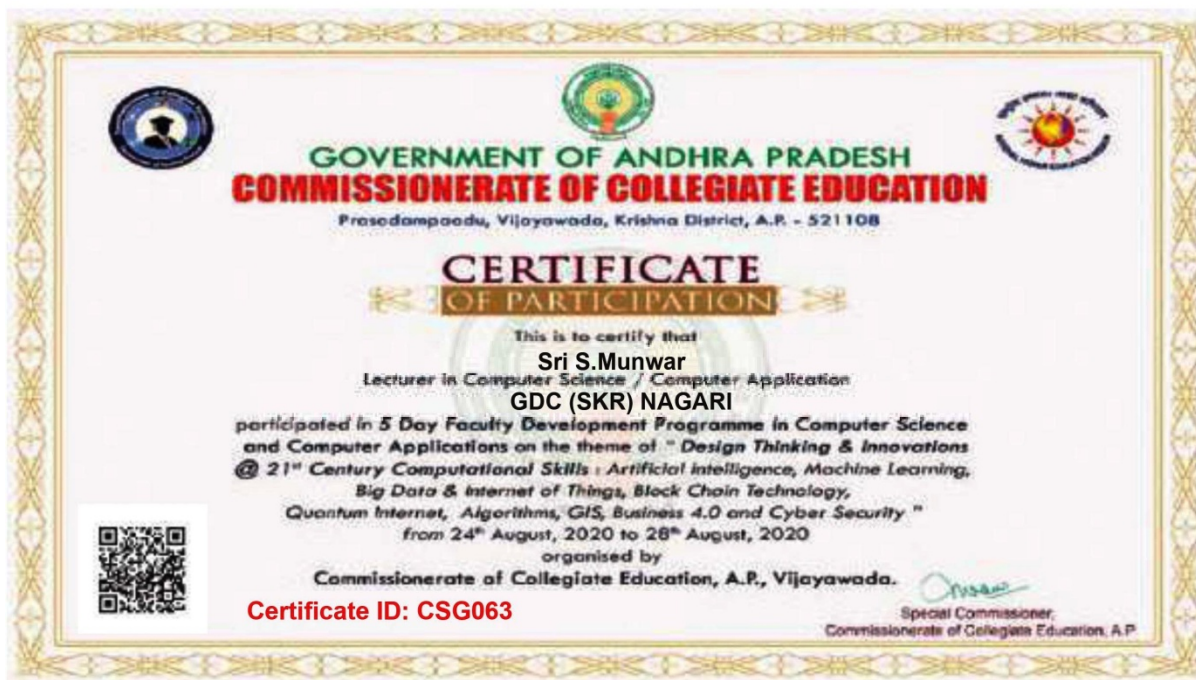 GOVERNMENT OF ANDHRA PRADESH
COMMISSIONERATE OF COLLEGIATE EDUCATION
Prasadampaadu, Vijayawada, Krishna District, A.P. - 521108
CERTIFICATE
OF PARTICIPATION
This is to certify that
Sri S.Munwar
Lecturer in Computer Science / Computer Application
GDC (SKR) NAGARI
participated in 5 Day Faculty Development Programme in Computer Science
and Computer Applications on the theme of " Design Thinking & Innovations
@ 21st Century Computational Skills : Artificial Intelligence, Machine Learning,
Big Data & Internet of Things, Block Chain Technology,
Quantum Internet, Algorithms, GIS, Business 4.0 and Cyber Security "
from 24th August, 2020 to 28th August, 2020
organised by
Commissionerate of Collegiate Education, A.P., Vijayawada.
Certificate ID: CSG063
Special Commissioner,
Commissionerate of Collegiate Education, A.P